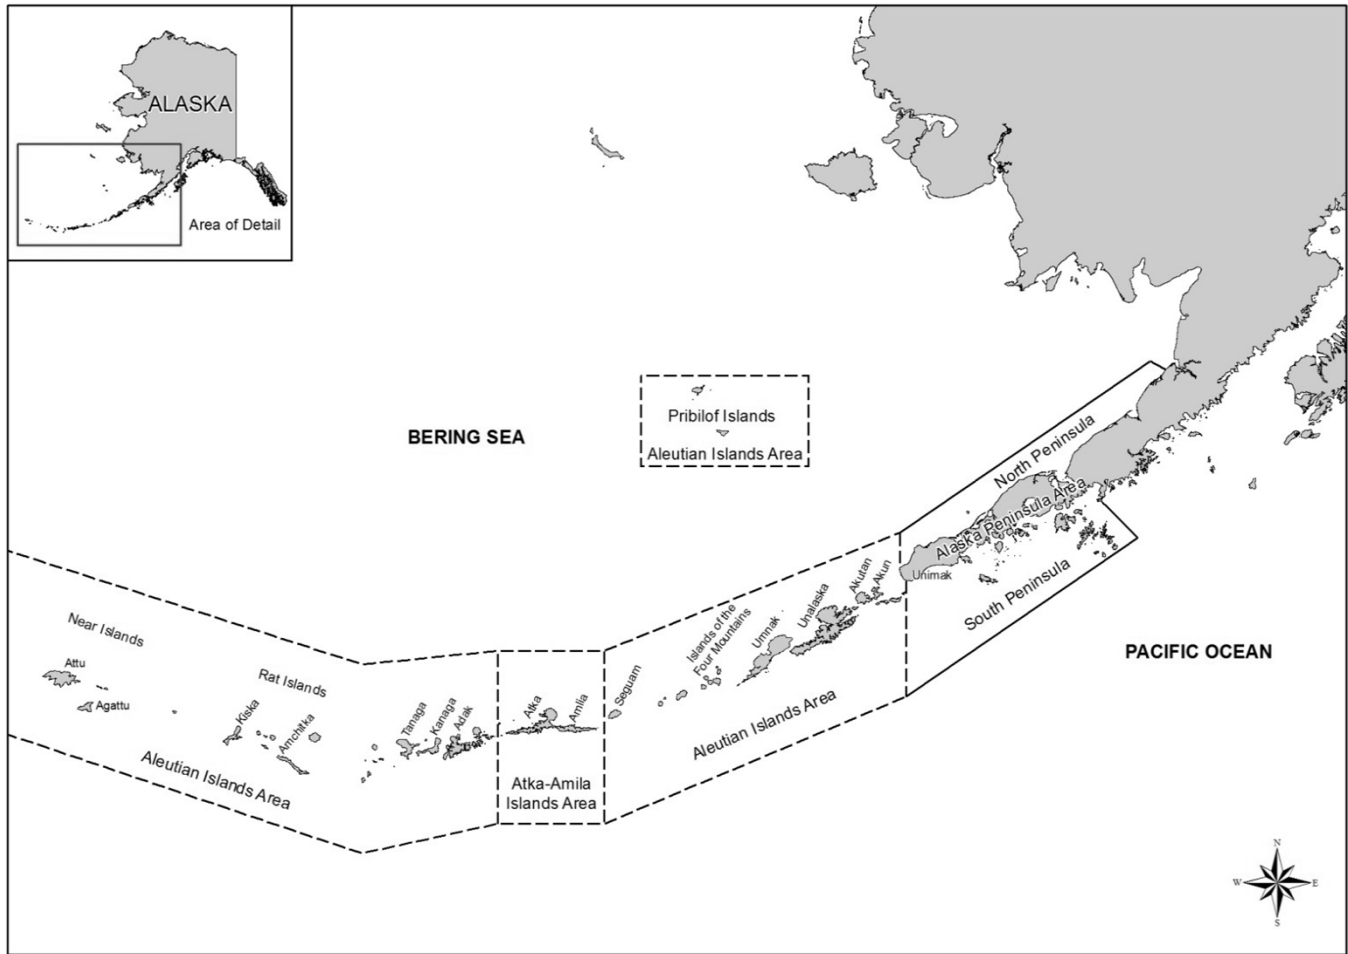 ALASKA
Area of Detail
BERING SEA
Pribilof Islands
Aleutian Islands Area
North Peninsula
Alaska Peninsula Area
Unimak
South Peninsula
PACIFIC OCEAN
Near Islands
Attu
Agattu
Rat Islands
Kiska
Amchitka
Aleutian Islands Area
Tanaga
Kanaga
Adak
Atka
Amila
Atka-Amila
Islands Area
Seguam
Islands of the
Four Mountains
Umnak
Unalaska
Akutan
Akun
Aleutian Islands Area
N
W
E
S